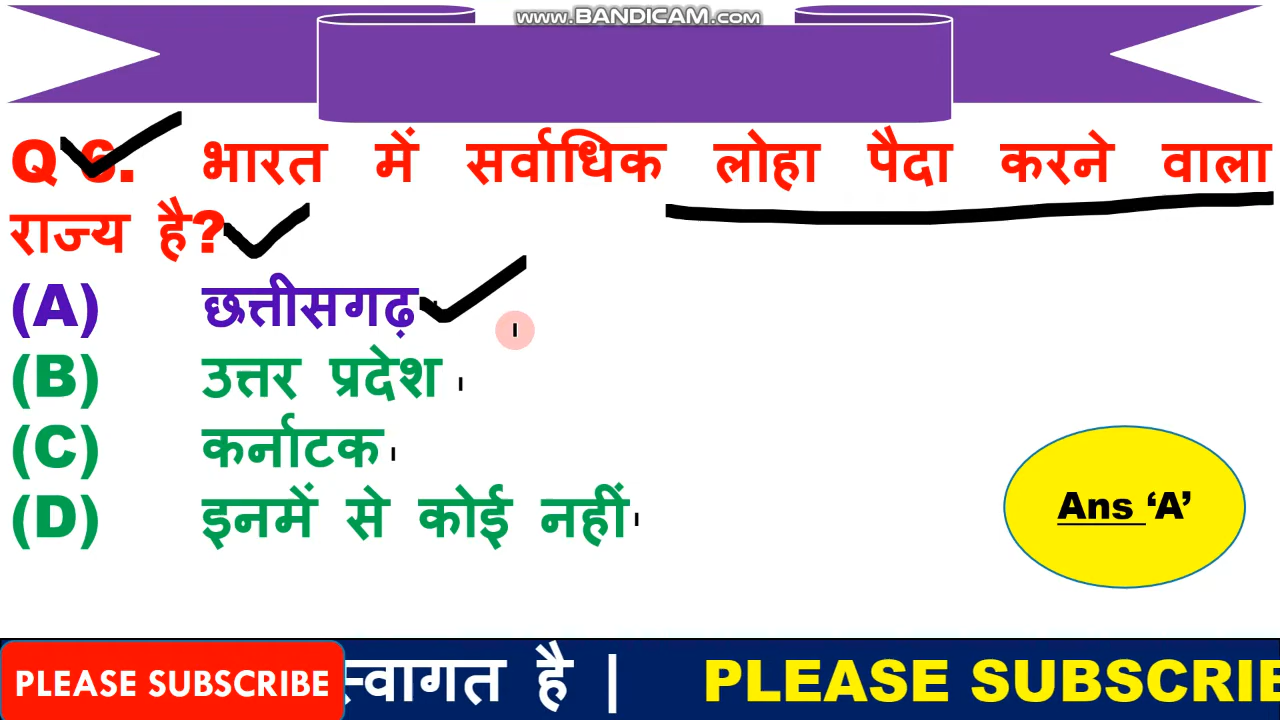 www.BANDICAM.com
Q 6. भारत में सर्वाधिक लोहा पैदा करने वाला
राज्य है?
(A) छत्तीसगढ़
(B) उत्तर प्रदेश
(C) कर्नाटक
(D) इनमें से कोई नहीं
Ans ‘A’
PLEASE SUBSCRIBE स्वागत है | PLEASE SUBSCRIBE